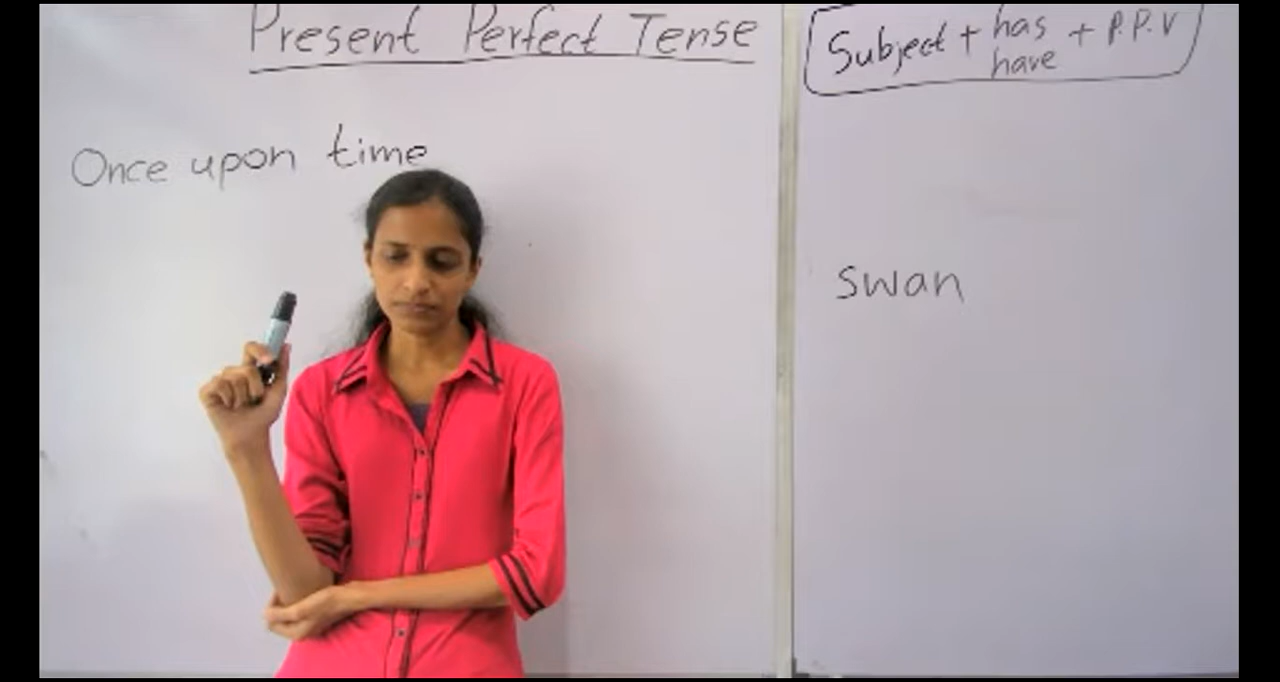 Present Perfect Tense
Once upon time
Subject + has + P.P.V
have
swan